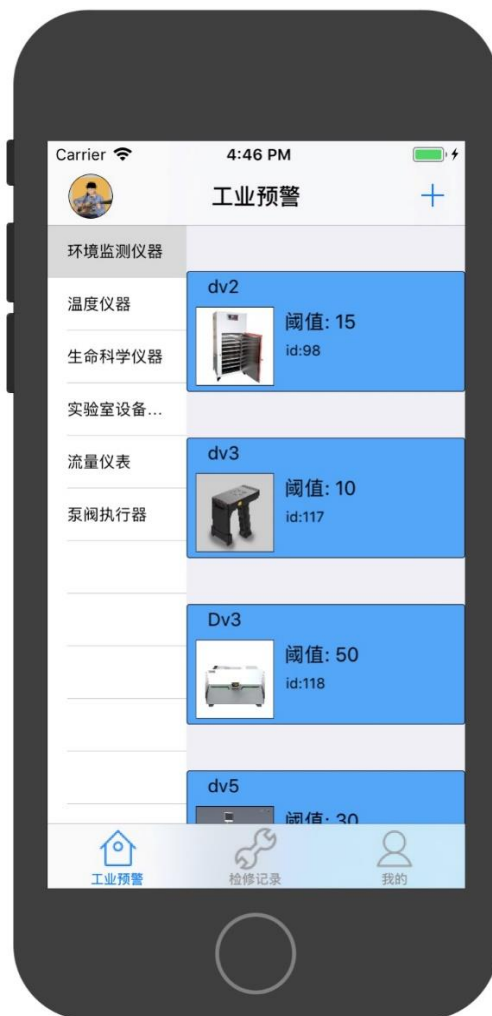 Carrier 4:46 PM
工业预警 +
环境监测仪器
温度仪器
生命科学仪器
实验室设备...
流量仪表
泵阀执行器
dv2
阈值: 15
id:98
dv3
阈值: 10
id:117
Dv3
阈值: 50
id:118
dv5
阈值: 30
工业预警
检修记录
我的